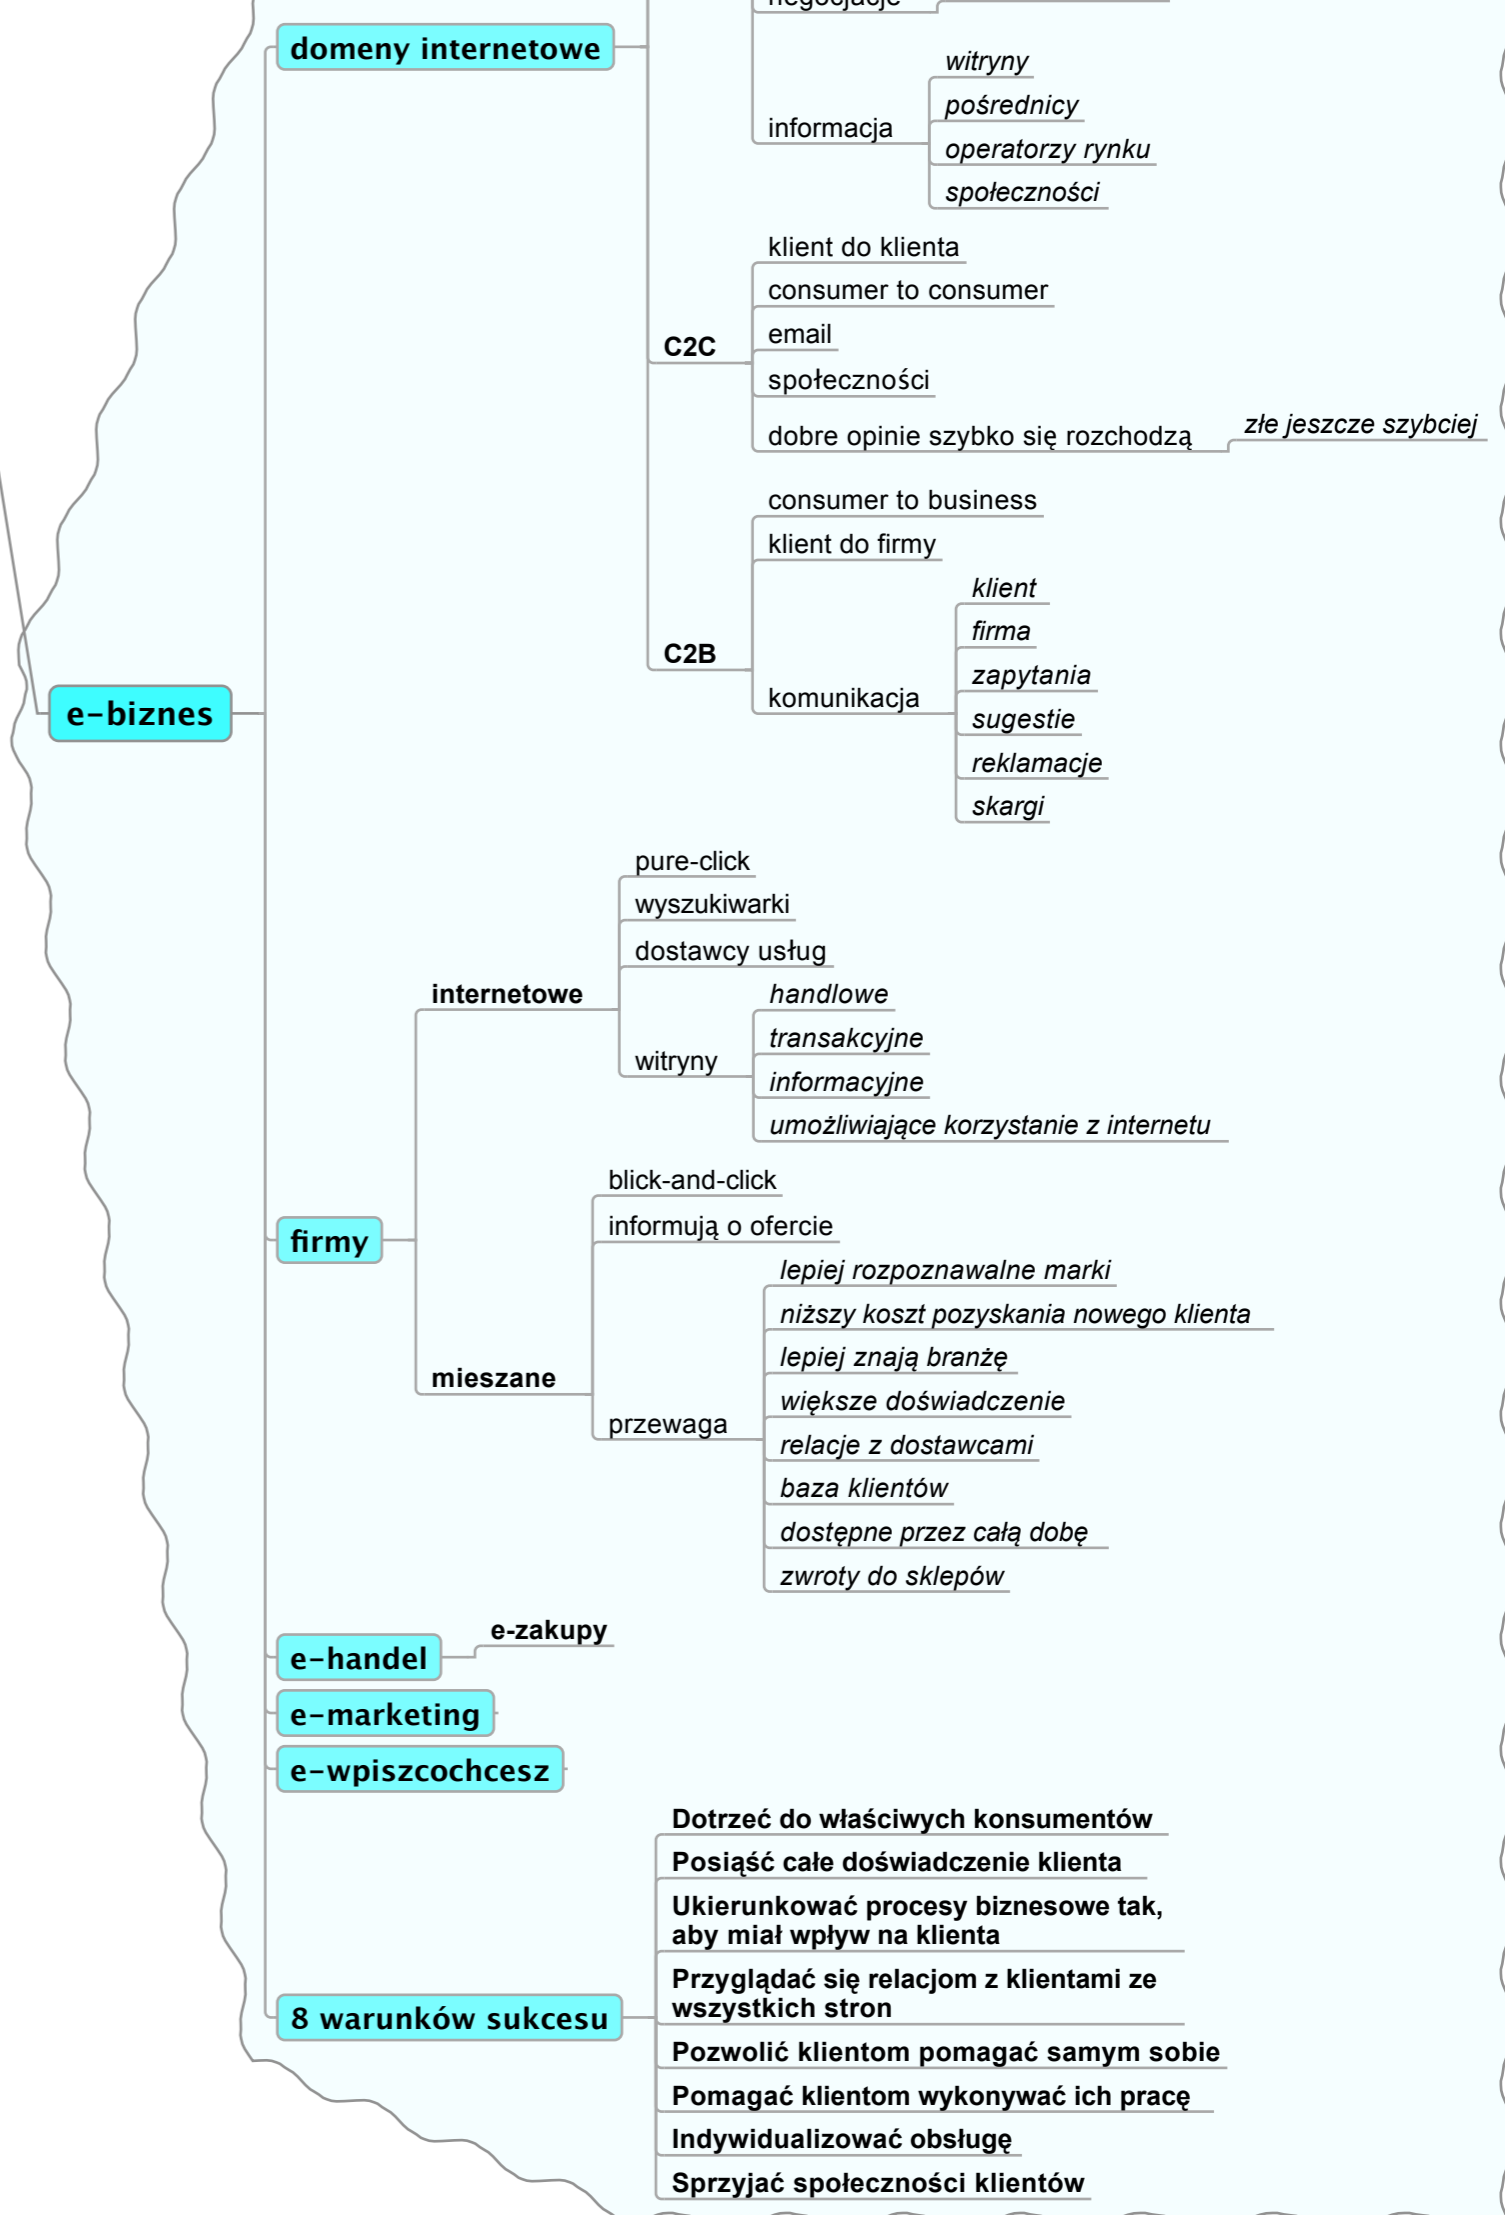 negocjacje
domeny internetowe
informacja
witryny
pośrednicy
operatorzy rynku
społeczności
C2C
klient do klienta
consumer to consumer
email
społeczności
dobre opinie szybko się rozchodzą
złe jeszcze szybciej
C2B
consumer to business
klient do firmy
komunikacja
klient
firma
zapytania
sugestie
reklamacje
skargi
e-biznes
firmy
internetowe
pure-click
wyszukiwarki
dostawcy usług
witryny
handlowe
transakcyjne
informacyjne
umożliwiające korzystanie z internetu
mieszane
blick-and-click
informują o ofercie
przewaga
lepiej rozpoznawalne marki
niższy koszt pozyskania nowego klienta
lepiej znają branżę
większe doświadczenie
relacje z dostawcami
baza klientów
dostępne przez całą dobę
zwroty do sklepów
e-handel
e-zakupy
e-marketing
e-wpiszcochcesz
8 warunków sukcesu
Dotrzeć do właściwych konsumentów
Posiąść całe doświadczenie klienta
Ukierunkować procesy biznesowe tak,
aby miał wpływ na klienta
Przyglądać się relacjom z klientami ze
wszystkich stron
Pozwolić klientom pomagać samym sobie
Pomagać klientom wykonywać ich pracę
Indywidualizować obsługę
Sprzyjać społeczności klientów